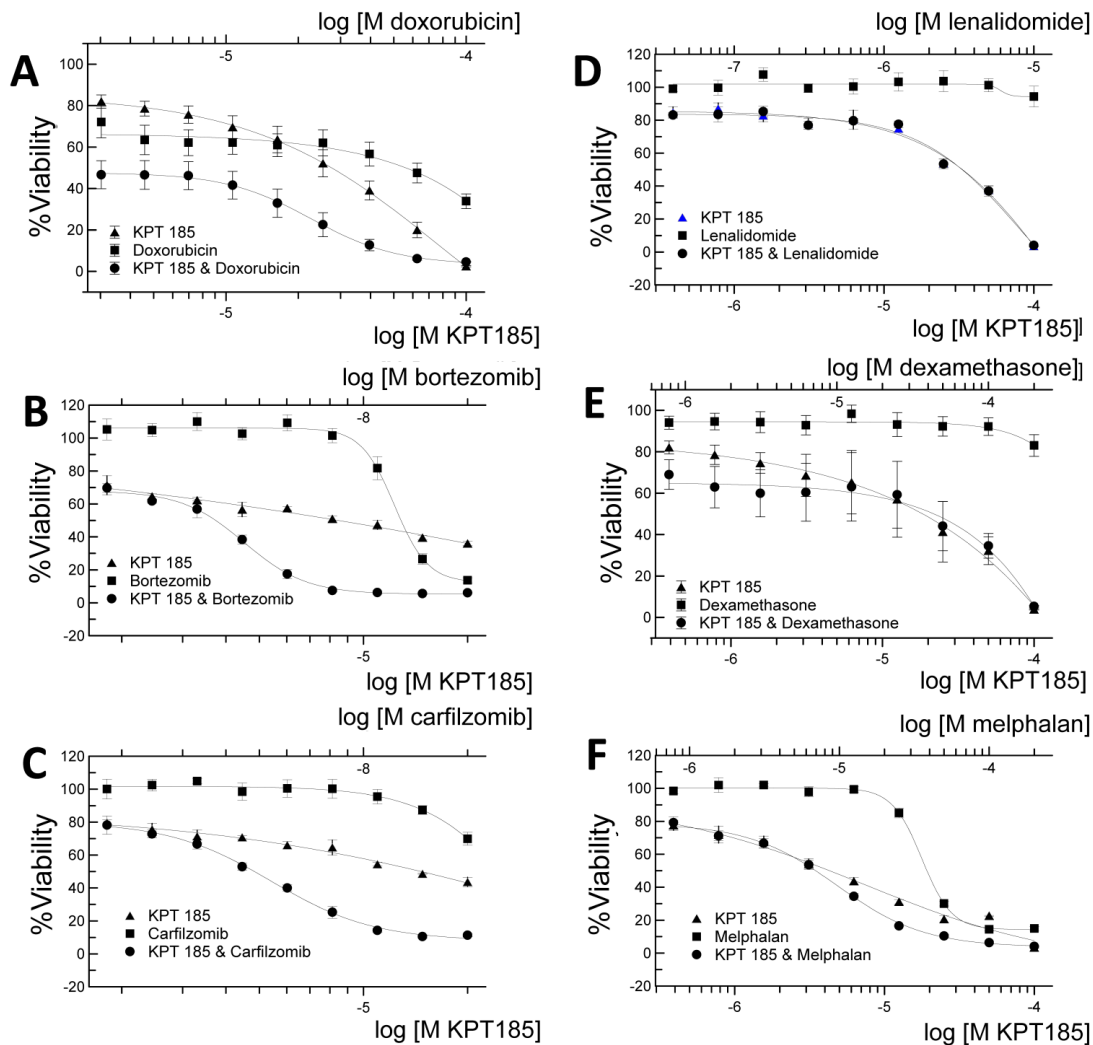 log [M doxorubicin]
A
-5
-4
100
80
60
40
20
0
%Viability
KPT 185
Doxorubicin
KPT 185 & Doxorubicin
-5
-4
log [M KPT185]
log [M bortezomib]
B
-8
120
100
80
60
40
20
0
-20
%Viability
KPT 185
Bortezomib
KPT 185 & Bortezomib
-5
log [M KPT185]
log [M carfilzomib]
C
-8
120
100
80
60
40
20
0
-20
%Viability
KPT 185
Carfilzomib
KPT 185 & Carfilzomib
-5
log [M KPT185]
log [M lenalidomide]
D
-7
-6
-5
120
100
80
60
40
20
0
-20
%Viability
KPT 185
Lenalidomide
KPT 185 & Lenalidomide
-6
-5
-4
log [M KPT185]]
log [M dexamethasone]]
E
-6
-5
-4
100
80
60
40
20
0
%Viability
KPT 185
Dexamethasone
KPT 185 & Dexamethasone
-6
-5
-4
log [M KPT185]
log [M melphalan]
F
-6
-5
-4
120
100
80
60
40
20
0
-20
%Viability
KPT 185
Melphalan
KPT 185 & Melphalan
-6
-5
-4
log [M KPT185]